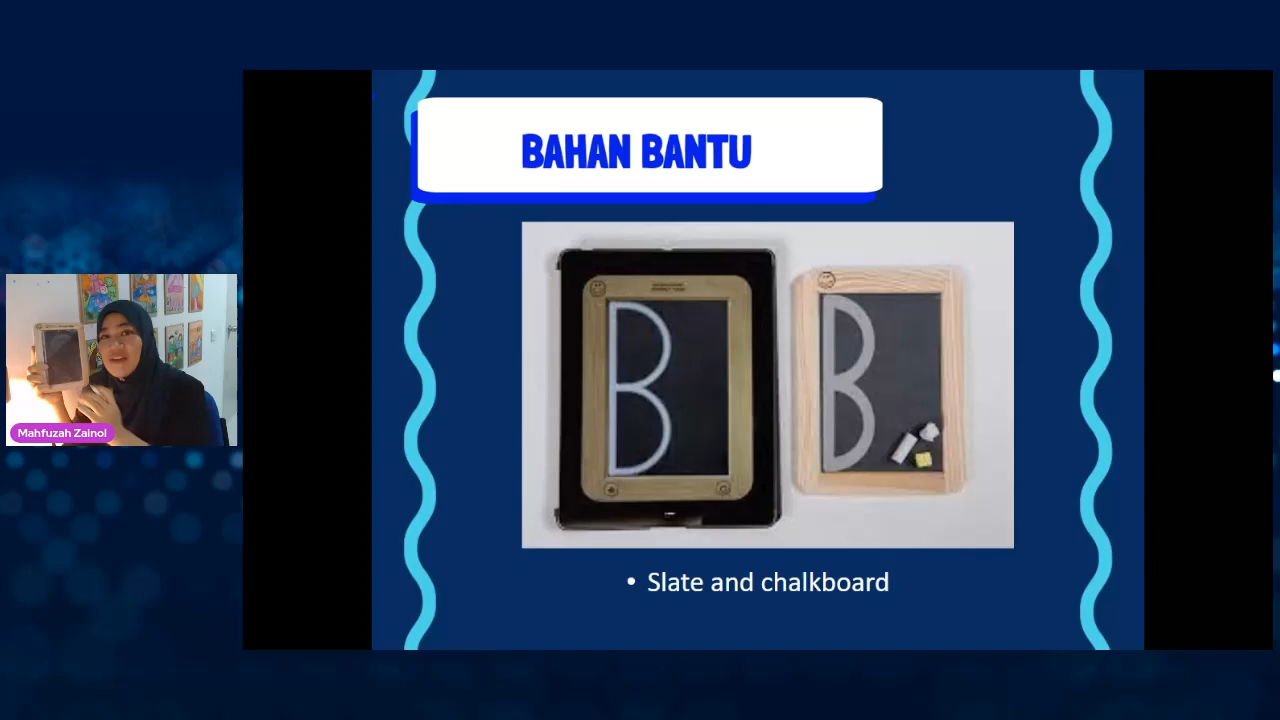 BAHAN BANTU
B
B
Mahfuzah Zainol
• Slate and chalkboard